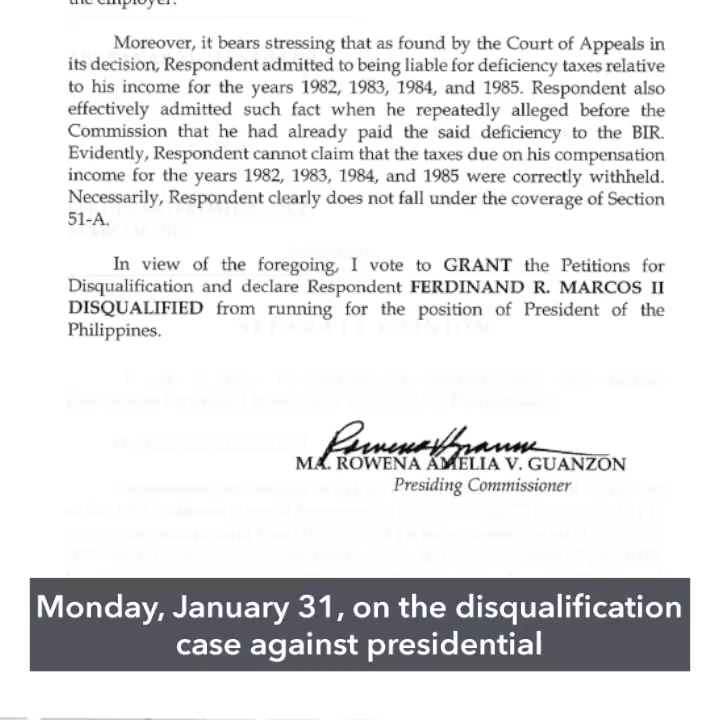 the employer.
Moreover, it bears stressing that as found by the Court of Appeals in
its decision, Respondent admitted to being liable for deficiency taxes relative
to his income for the years 1982, 1983, 1984, and 1985. Respondent also
effectively admitted such fact when he repeatedly alleged before the
Commission that he had already paid the said deficiency to the BIR.
Evidently, Respondent cannot claim that the taxes due on his compensation
income for the years 1982, 1983, 1984, and 1985 were correctly withheld.
Necessarily, Respondent clearly does not fall under the coverage of Section
51-A.
In view of the foregoing, I vote to GRANT the Petitions for
Disqualification and declare Respondent FERDINAND R. MARCOS II
DISQUALIFIED from running for the position of President of the
Philippines.
SEPARATE OPINION
MA. ROWENA AMELIA V. GUANZON
Presiding Commissioner
Monday, January 31, on the disqualification
case against presidential